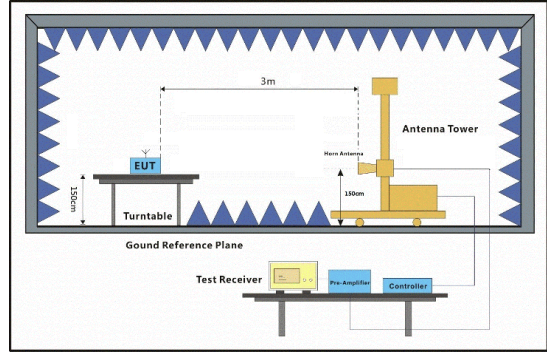 3m
Antenna Tower
Horn Antenna
EUT
150cm
150cm
Turntable
Gound Reference Plane
Test Receiver
Pre-Amplifier
Controller